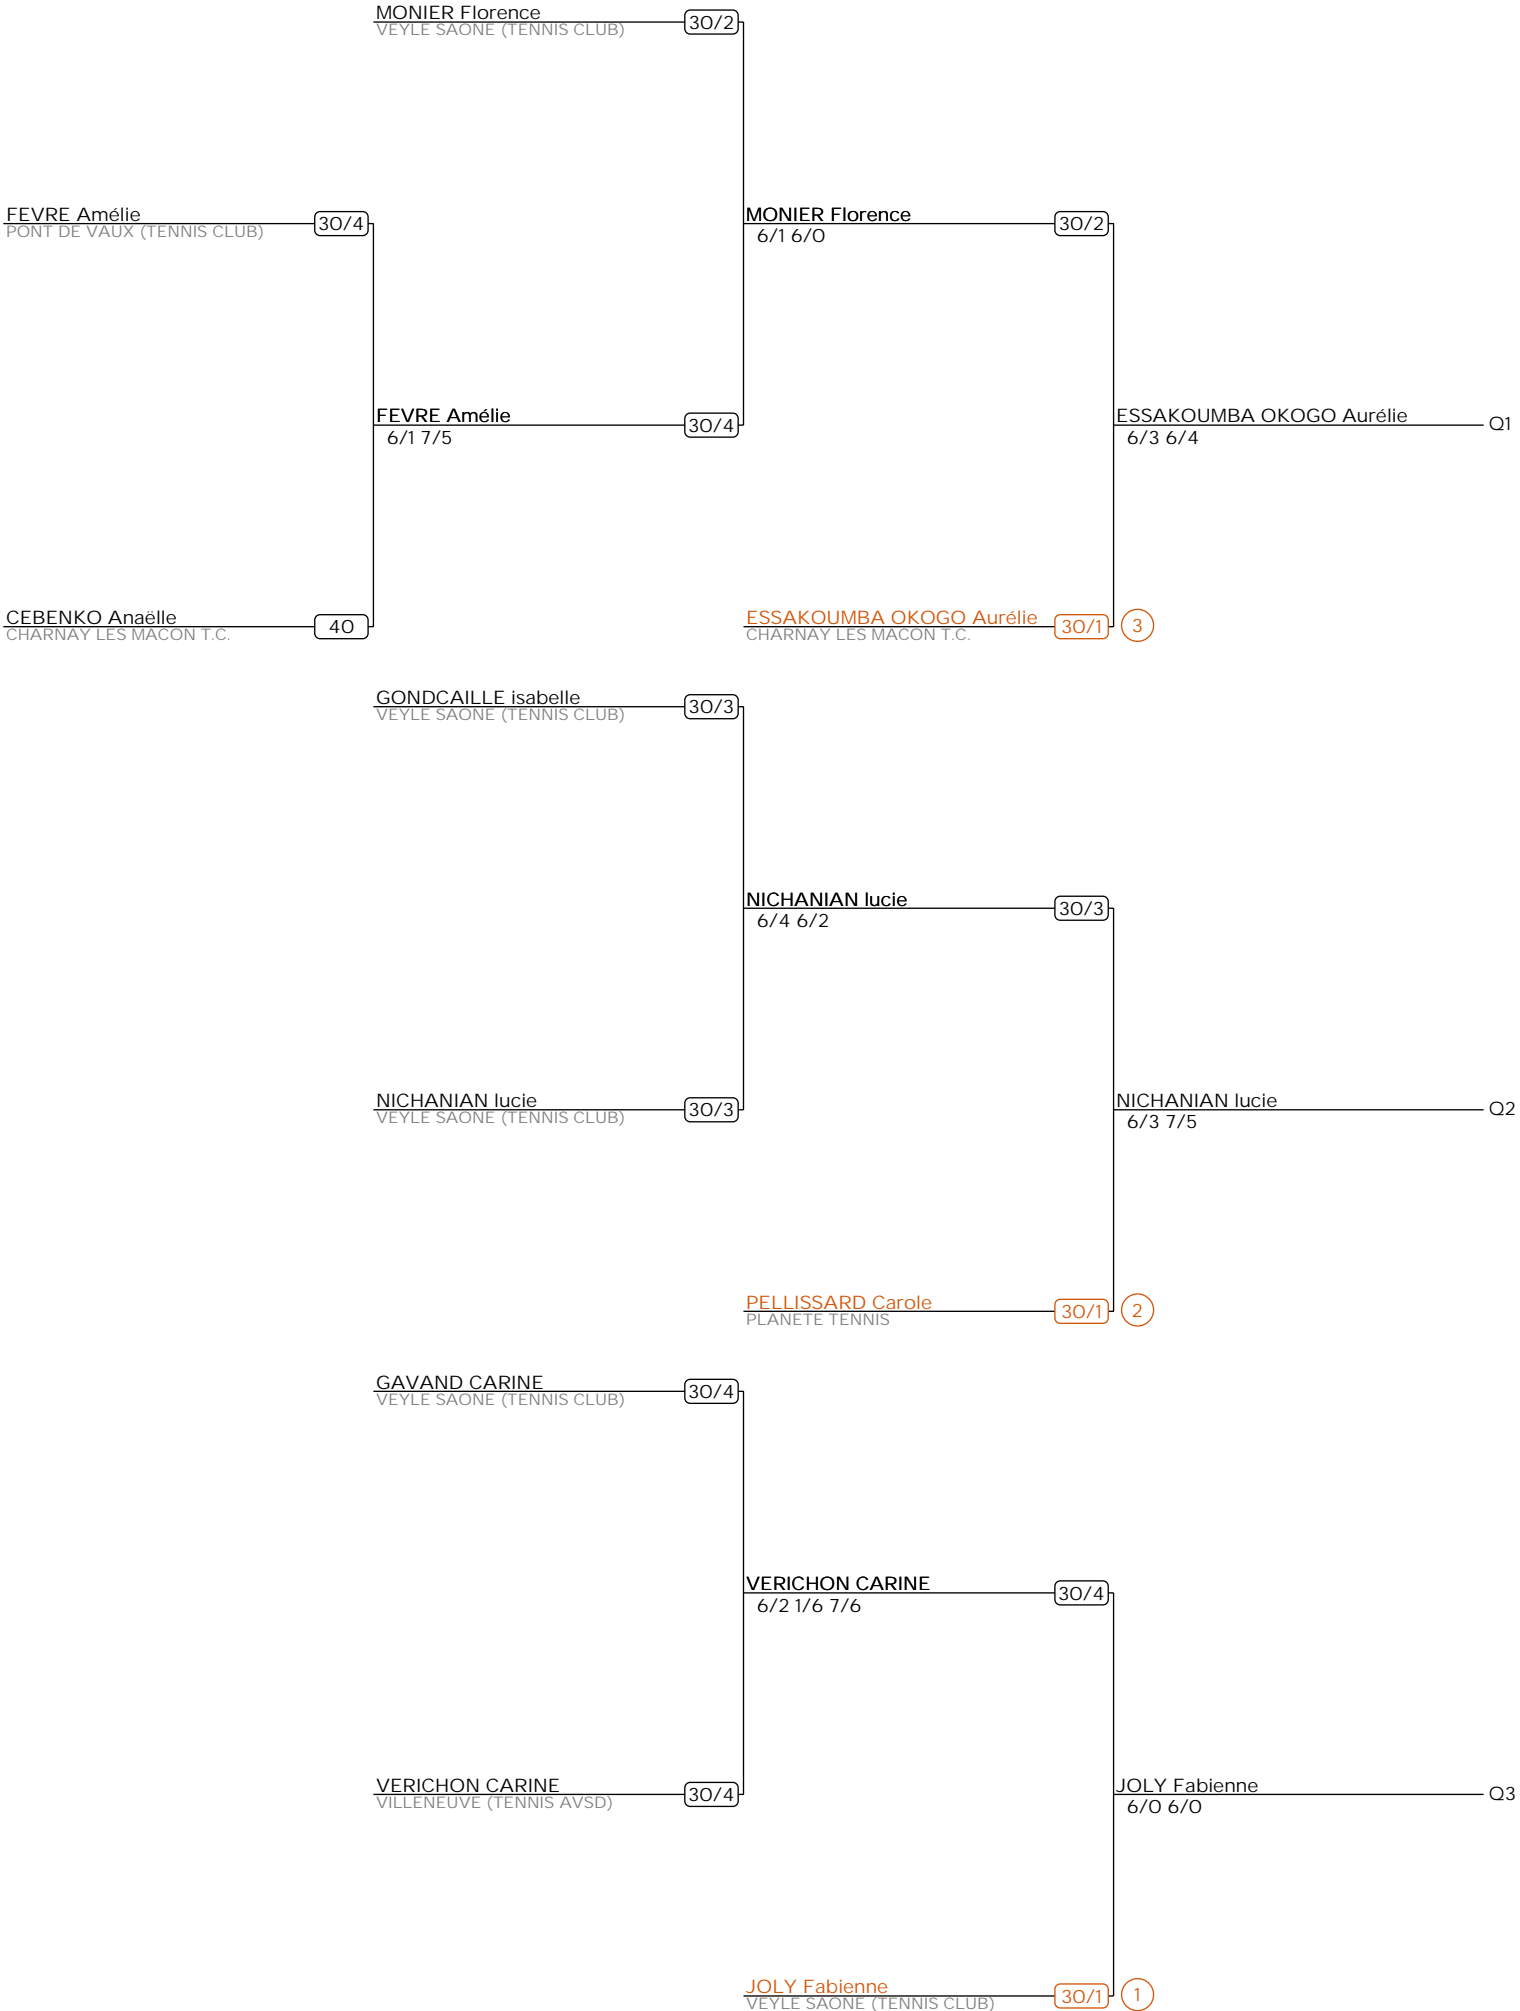 MONIER Florence
VEYLE SAONE (TENNIS CLUB)
30/2
FEVRE Amélie
PONT DE VAUX (TENNIS CLUB)
30/4
MONIER Florence
6/1 6/0
30/2
FEVRE Amélie
6/1 7/5
30/4
ESSAKOUMBA OKOGO Aurélie
6/3 6/4
Q1
CEBENKO Anaëlle
CHARNAY LES MACON T.C.
40
ESSAKOUMBA OKOGO Aurélie
CHARNAY LES MACON T.C.
30/1
3
GONDCAILLE isabelle
VEYLE SAONE (TENNIS CLUB)
30/3
NICHANIAN lucie
6/4 6/2
30/3
NICHANIAN lucie
VEYLE SAONE (TENNIS CLUB)
30/3
NICHANIAN lucie
6/3 7/5
Q2
PELLISSARD Carole
PLANETE TENNIS
30/1
2
GAVAND CARINE
VEYLE SAONE (TENNIS CLUB)
30/4
VERICHON CARINE
6/2 1/6 7/6
30/4
VERICHON CARINE
VILLENEUVE (TENNIS AVSD)
30/4
JOLY Fabienne
6/0 6/0
Q3
JOLY Fabienne
VEYLE SAONE (TENNIS CLUB)
30/1
1